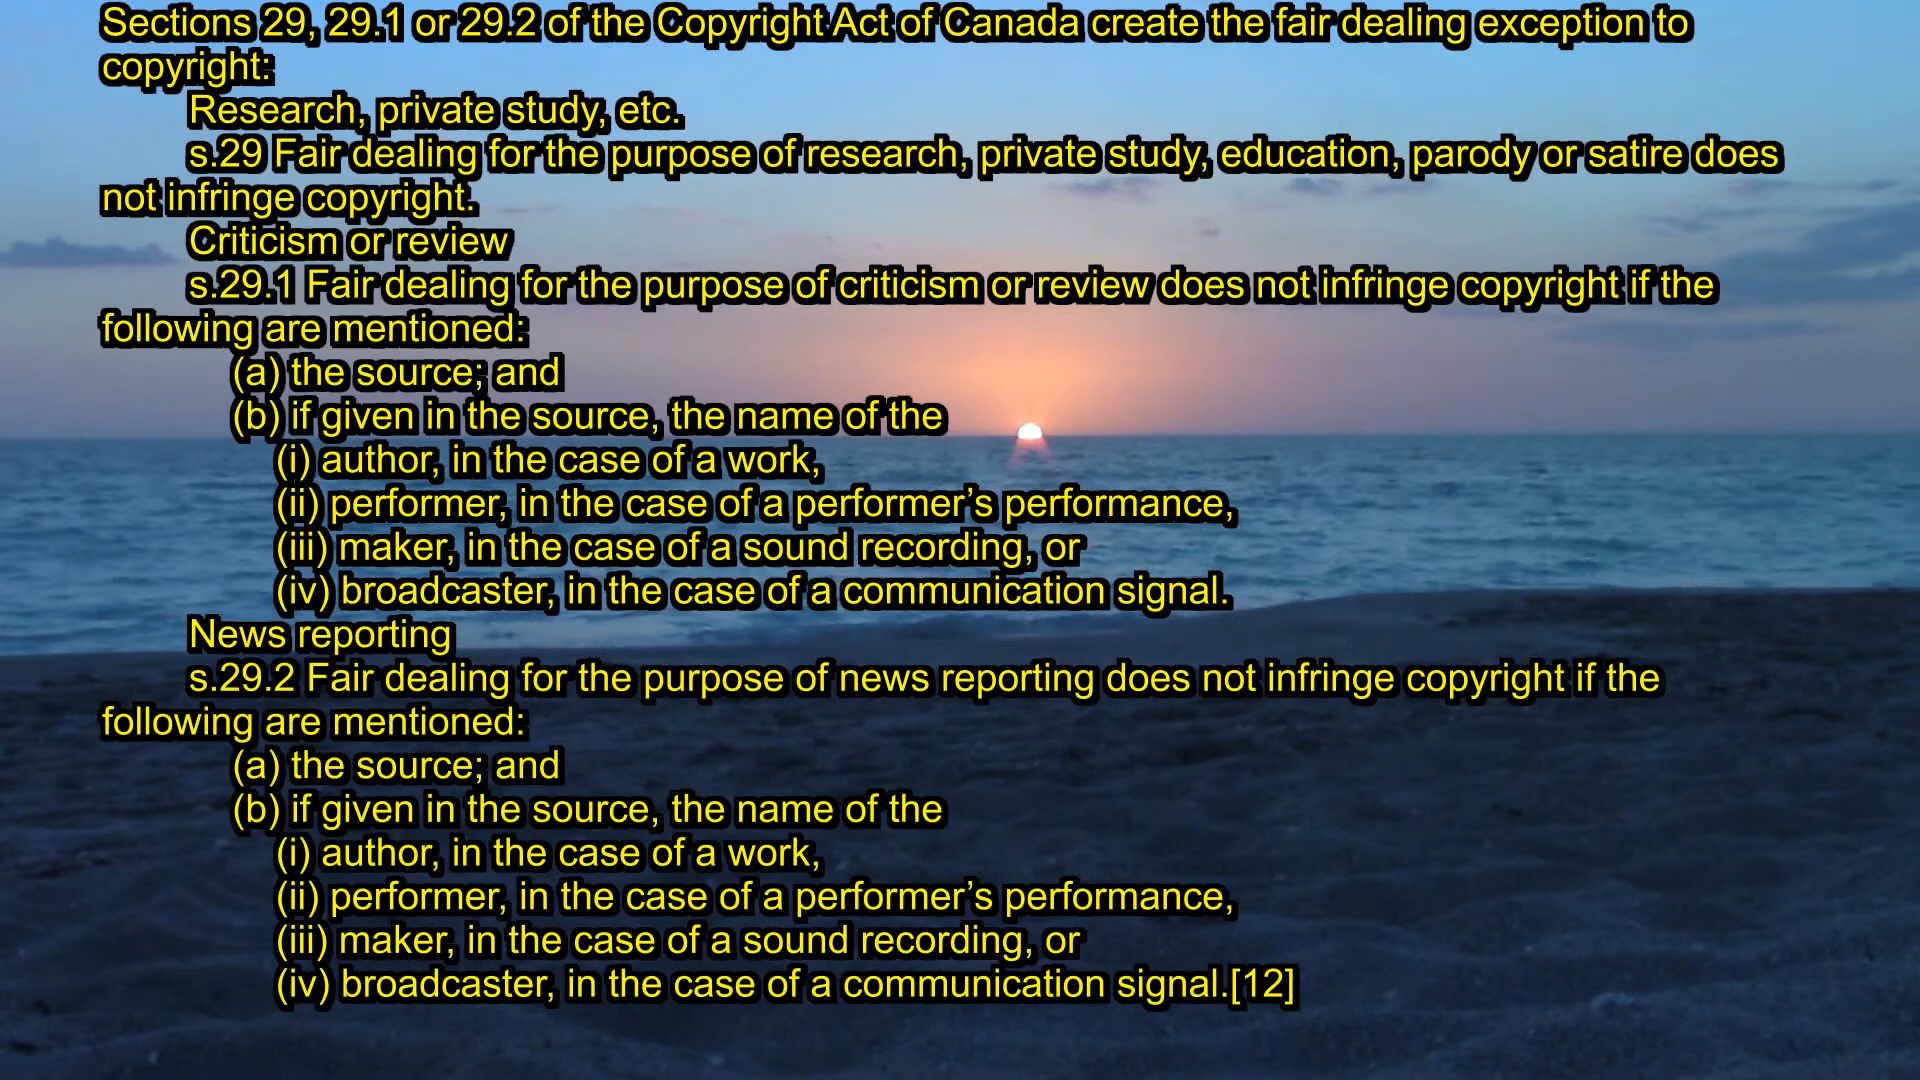 Sections 29, 29.1 or 29.2 of the Copyright Act of Canada create the fair dealing exception to
copyright:
Research, private study, etc.
s.29 Fair dealing for the purpose of research, private study, education, parody or satire does
not infringe copyright.
Criticism or review
s.29.1 Fair dealing for the purpose of criticism or review does not infringe copyright if the
following are mentioned:
(a) the source; and
(b) if given in the source, the name of the
(i) author, in the case of a work,
(ii) performer, in the case of a performer’s performance,
(iii) maker, in the case of a sound recording, or
(iv) broadcaster, in the case of a communication signal.
News reporting
s.29.2 Fair dealing for the purpose of news reporting does not infringe copyright if the
following are mentioned:
(a) the source; and
(b) if given in the source, the name of the
(i) author, in the case of a work,
(ii) performer, in the case of a performer’s performance,
(iii) maker, in the case of a sound recording, or
(iv) broadcaster, in the case of a communication signal.[12]